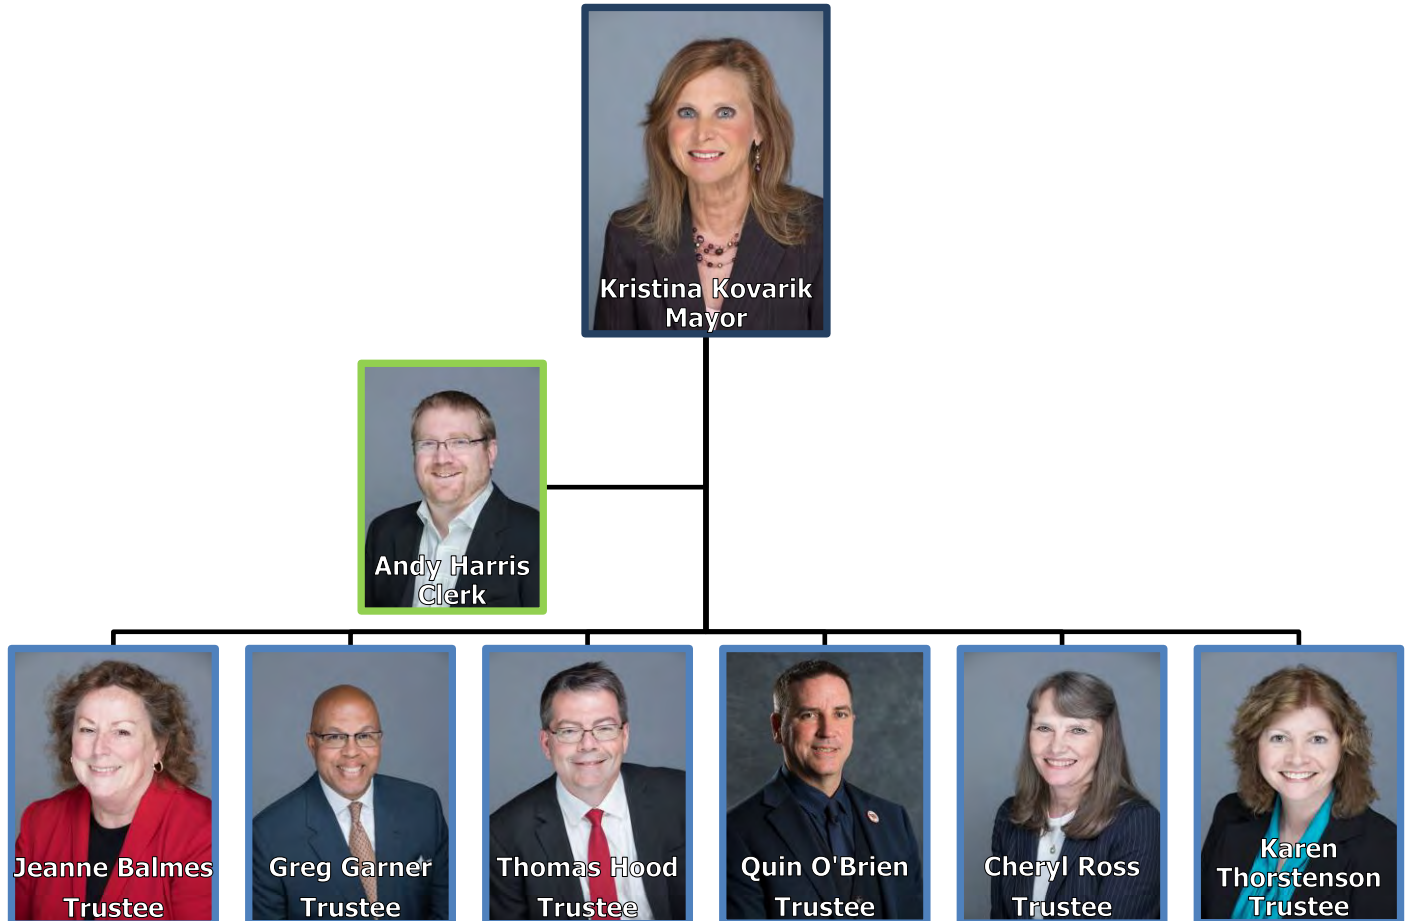 Kristina Kovarik
Mayor
Andy Harris
Clerk
Jeanne Balmes
Trustee
Greg Garner
Trustee
Thomas Hood
Trustee
Quin O'Brien
Trustee
Cheryl Ross
Trustee
Karen
Thorstenson
Trustee